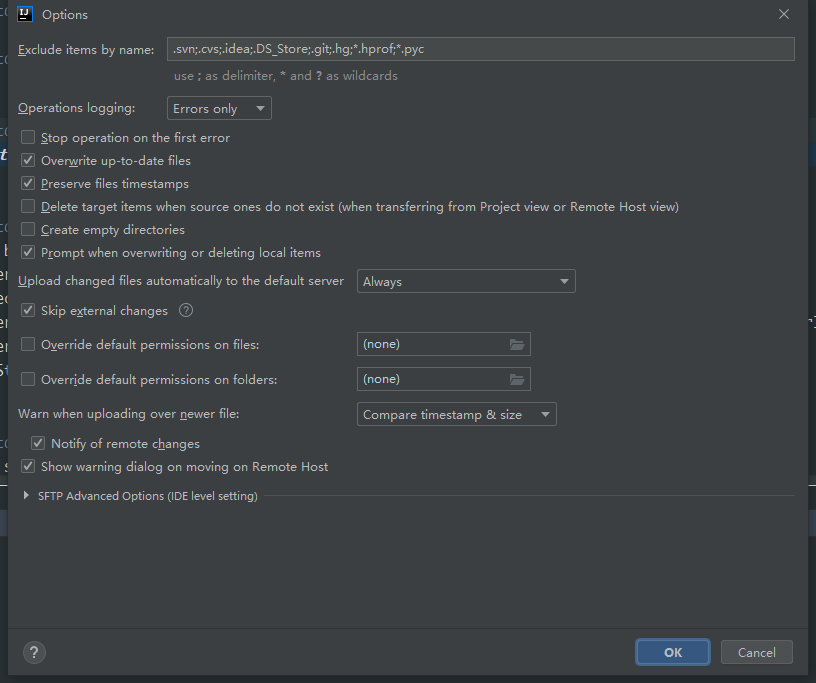 IJ Options
Exclude items by name: .svn;.cvs;.idea;.DS_Store;.git;.hg;*.hprof;*.pyc
use ; as delimiter, * and ? as wildcards
Operations logging: Errors only
Stop operation on the first error
Overwrite up-to-date files
Preserve files timestamps
Delete target items when source ones do not exist (when transferring from Project view or Remote Host view)
Create empty directories
Prompt when overwriting or deleting local items
Upload changed files automatically to the default server Always
Skip external changes ?
Override default permissions on files: (none)
Override default permissions on folders: (none)
Warn when uploading over newer file: Compare timestamp & size
Notify of remote changes
Show warning dialog on moving on Remote Host
SFTP Advanced Options (IDE level setting)
? OK Cancel